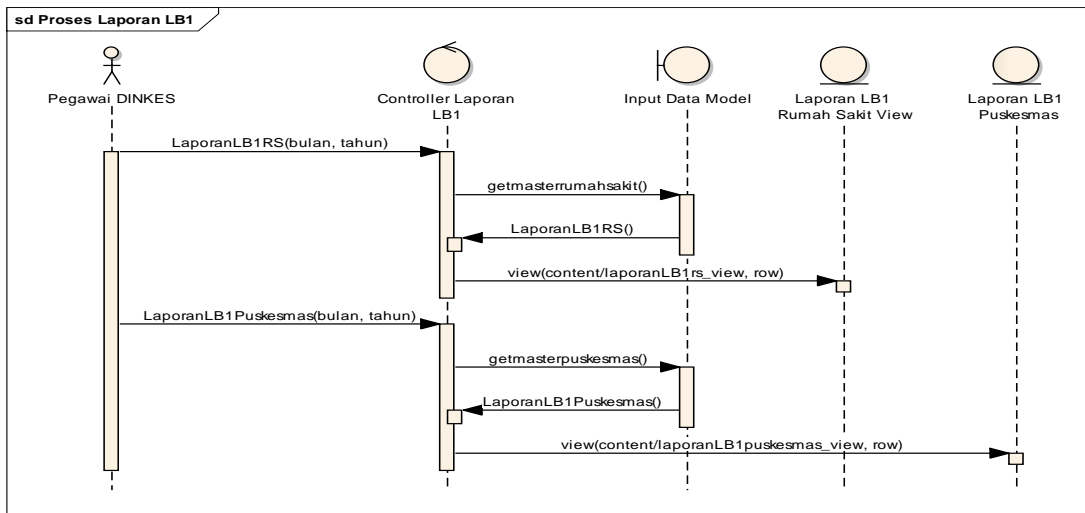 sd Proses Laporan LB1
Pegawai DINKES
Controller Laporan
LB1
Input Data Model
Laporan LB1
Rumah Sakit View
Laporan LB1
Puskesmas
LaporanLB1RS(bulan, tahun)
getmasterrumahsakit()
LaporanLB1RS()
view(content/laporanLB1rs_view, row)
LaporanLB1Puskesmas(bulan, tahun)
getmasterpuskesmas()
LaporanLB1Puskesmas()
view(content/laporanLB1puskesmas_view, row)